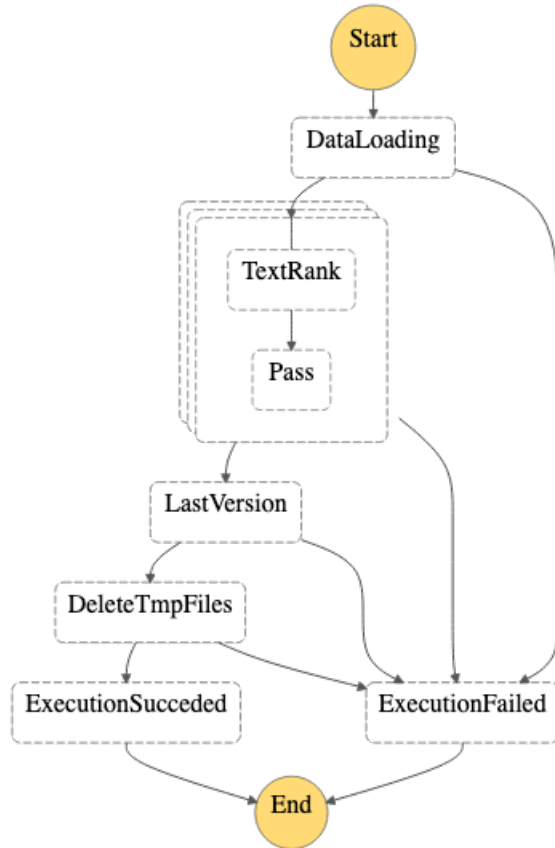 Start
DataLoading
TextRank
Pass
LastVersion
DeleteTmpFiles
ExecutionSucceded
ExecutionFailed
End